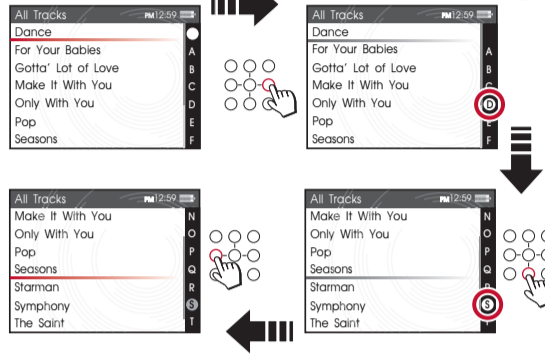 All Tracks PM12:59
Dance
For Your Babies
Gotta' Lot of Love
Make It With You
Only With You
Pop
Seasons
A
B
C
D
E
F
All Tracks PM12:59
Dance
For Your Babies
Gotta' Lot of Love
Make It With You
Only With You
Pop
Seasons
A
B
C
D
E
F
All Tracks PM12:59
Make It With You
Only With You
Pop
Seasons
Starman
Symphony
The Saint
N
O
P
Q
R
S
T
All Tracks PM12:59
Make It With You
Only With You
Pop
Seasons
Starman
Symphony
The Saint
N
O
P
Q
R
S
T